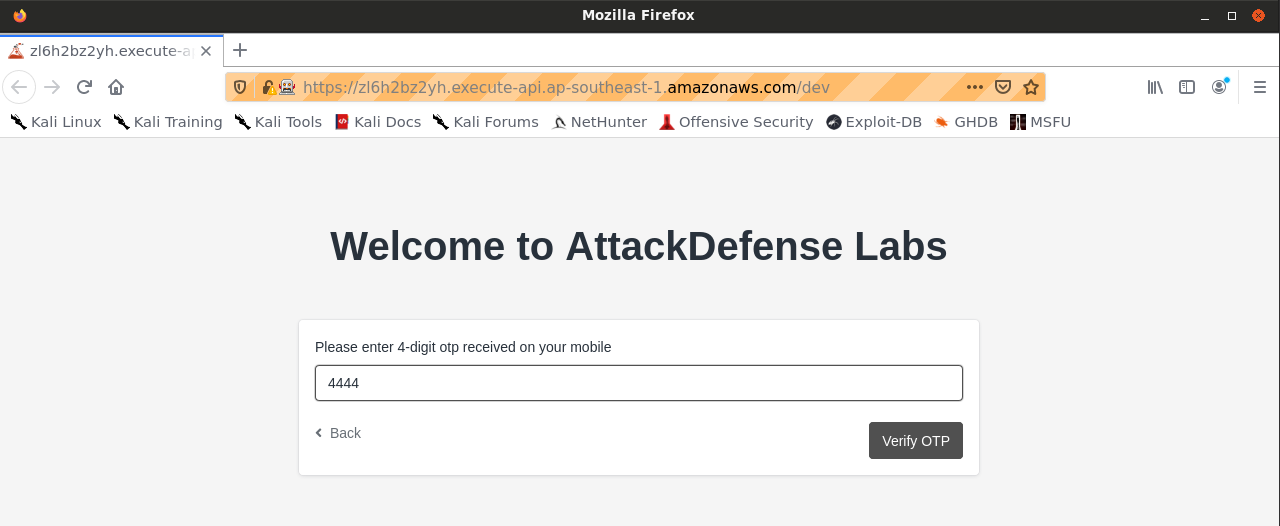 Mozilla Firefox
zl6h2bz2yh.execute-a
https://zl6h2bz2yh.execute-api.ap-southeast-1.amazonaws.com/dev
Kali Linux Kali Training Kali Tools Kali Docs Kali Forums NetHunter Offensive Security Exploit-DB GHDB MSFU
Welcome to AttackDefense Labs
Please enter 4-digit otp received on your mobile
4444
Back Verify OTP